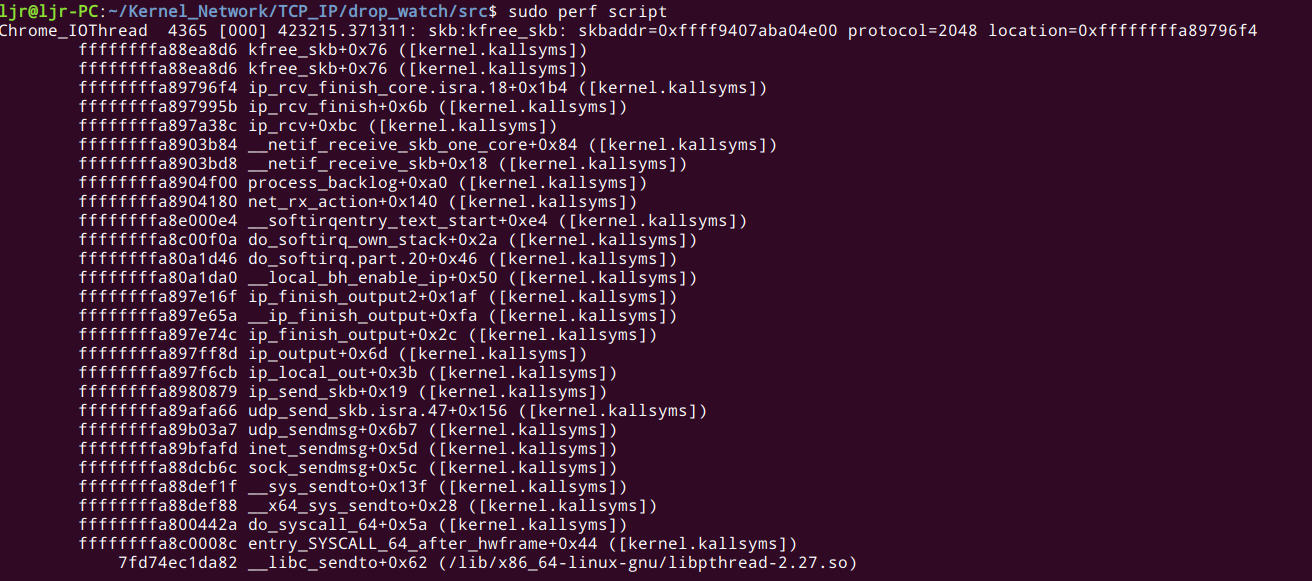 ljr@ljr-PC:~/Kernel_Network/TCP_IP/drop_watch/src$ sudo perf script
Chrome_IOThread  4365 [000] 423215.371311: skb:kfree_skb: skbaddr=0xffff9407aba04e00 protocol=2048 location=0xffffffffa89796f4
ffffffffa88ea8d6 kfree_skb+0x76 ([kernel.kallsyms])
ffffffffa88ea8d6 kfree_skb+0x76 ([kernel.kallsyms])
ffffffffa89796f4 ip_rcv_finish_core.isra.18+0x1b4 ([kernel.kallsyms])
ffffffffa897995b ip_rcv_finish+0x6b ([kernel.kallsyms])
ffffffffa897a38c ip_rcv+0xbc ([kernel.kallsyms])
ffffffffa8903b84 __netif_receive_skb_one_core+0x84 ([kernel.kallsyms])
ffffffffa8903bd8 __netif_receive_skb+0x18 ([kernel.kallsyms])
ffffffffa8904f00 process_backlog+0xa0 ([kernel.kallsyms])
ffffffffa8904180 net_rx_action+0x140 ([kernel.kallsyms])
ffffffffa8e000e4 __softirqentry_text_start+0xe4 ([kernel.kallsyms])
ffffffffa8c00f0a do_softirq_own_stack+0x2a ([kernel.kallsyms])
ffffffffa80a1d46 do_softirq.part.20+0x46 ([kernel.kallsyms])
ffffffffa80a1da0 __local_bh_enable_ip+0x50 ([kernel.kallsyms])
ffffffffa897e16f ip_finish_output2+0x1af ([kernel.kallsyms])
ffffffffa897e65a __ip_finish_output+0xfa ([kernel.kallsyms])
ffffffffa897e74c ip_finish_output+0x2c ([kernel.kallsyms])
ffffffffa897ff8d ip_output+0x6d ([kernel.kallsyms])
ffffffffa897f6cb ip_local_out+0x3b ([kernel.kallsyms])
ffffffffa8980879 ip_send_skb+0x19 ([kernel.kallsyms])
ffffffffa89afa66 udp_send_skb.isra.47+0x156 ([kernel.kallsyms])
ffffffffa89b03a7 udp_sendmsg+0x6b7 ([kernel.kallsyms])
ffffffffa89bfafd inet_sendmsg+0x5d ([kernel.kallsyms])
ffffffffa88dcb6c sock_sendmsg+0x5c ([kernel.kallsyms])
ffffffffa88def1f __sys_sendto+0x13f ([kernel.kallsyms])
ffffffffa88def88 __x64_sys_sendto+0x28 ([kernel.kallsyms])
ffffffffa800442a do_syscall_64+0x5a ([kernel.kallsyms])
ffffffffa8c0008c entry_SYSCALL_64_after_hwframe+0x44 ([kernel.kallsyms])
7fd74ec1da82 __libc_sendto+0x62 (/lib/x86_64-linux-gnu/libpthread-2.27.so)